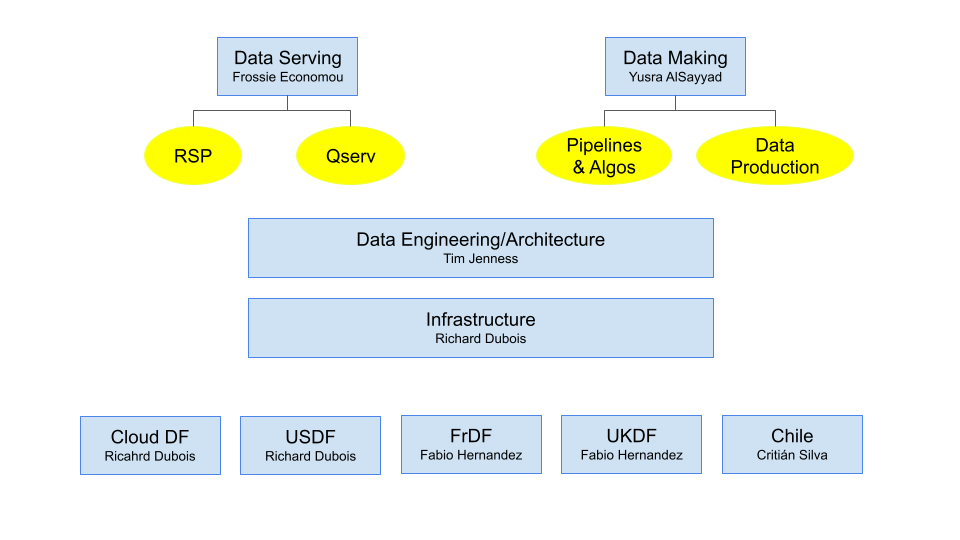 Data Serving
Frossie Economou
Data Making
Yusra AlSayyad
RSP
Qserv
Pipelines
& Algos
Data
Production
Data Engineering/Architecture
Tim Jenness
Infrastructure
Richard Dubois
Cloud DF
Ricahrd Dubois
USDF
Richard Dubois
FrDF
Fabio Hernandez
UKDF
Fabio Hernandez
Chile
Critián Silva